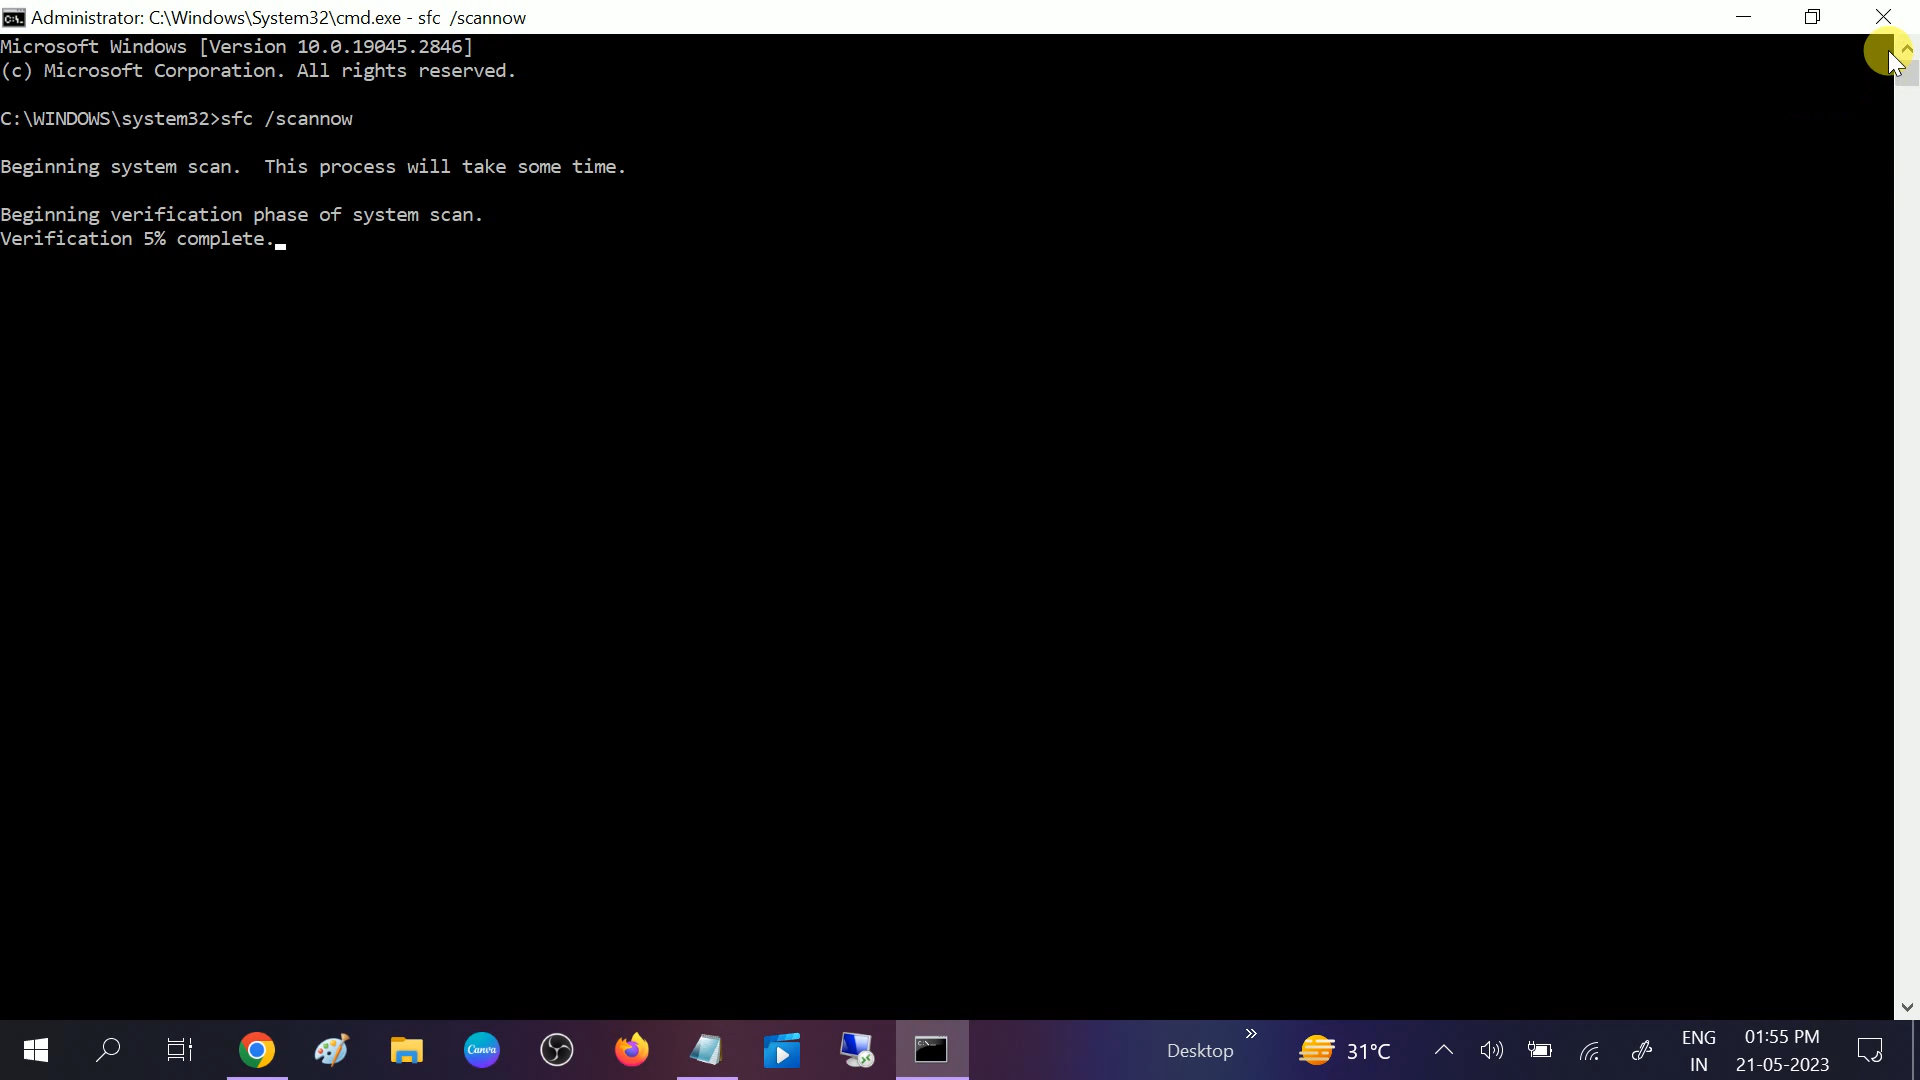 Administrator: C:\Windows\System32\cmd.exe - sfc  /scannow
Microsoft Windows [Version 10.0.19045.2846]
(c) Microsoft Corporation. All rights reserved.
C:\WINDOWS\system32>sfc /scannow
Beginning system scan.  This process will take some time.
Beginning verification phase of system scan.
Verification 5% complete.
Canva
Desktop
31°C
ENG
IN
01:55 PM
21-05-2023